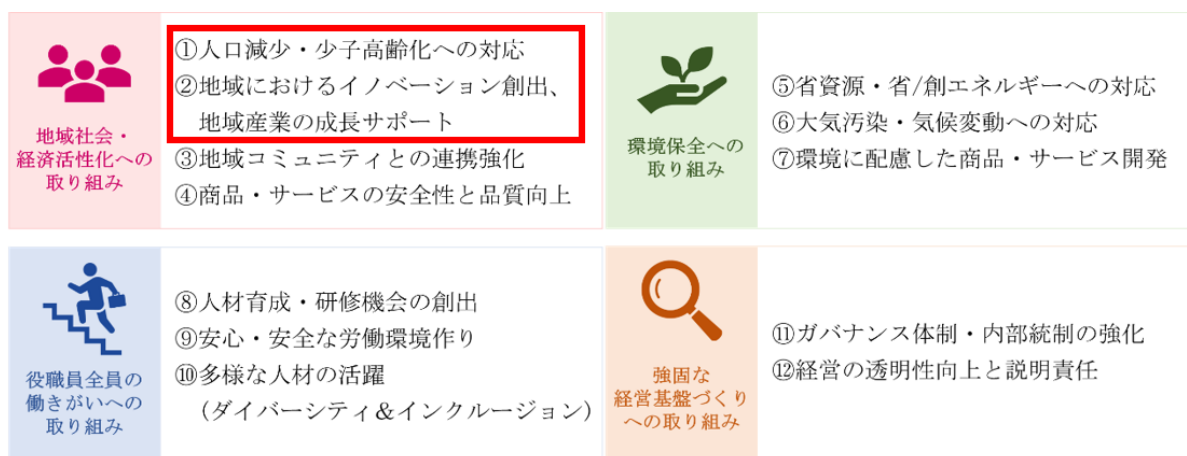 地域社会・
経済活性化への
取り組み
①人口減少・少子高齢化への対応
②地域におけるイノベーション創出、
地域産業の成長サポート
③地域コミュニティとの連携強化
④商品・サービスの安全性と品質向上
環境保全への
取り組み
⑤省資源・省/創エネルギーへの対応
⑥大気汚染・気候変動への対応
⑦環境に配慮した商品・サービス開発
役職員全員の
働きがいへの
取り組み
⑧人材育成・研修機会の創出
⑨安心・安全な労働環境作り
⑩多様な人材の活躍
（ダイバーシティ＆インクルージョン）
強固な
経営基盤づくり
への取り組み
⑪ガバナンス体制・内部統制の強化
⑫経営の透明性向上と説明責任